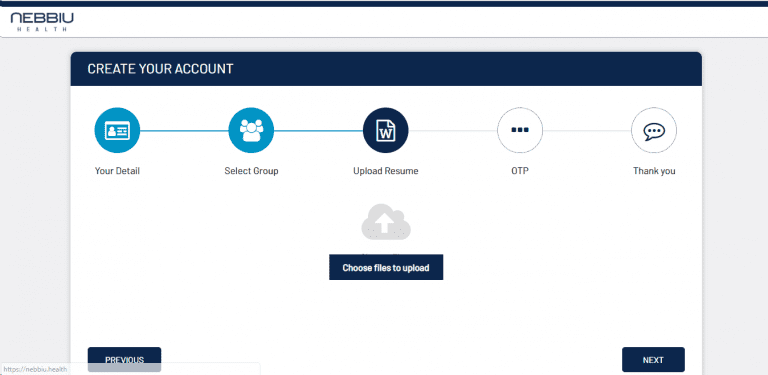 NEBBIU
HEALTH
CREATE YOUR ACCOUNT
W
Your Detail
Select Group
Upload Resume
OTP
Thank you
Choose files to upload
PREVIOUS
NEXT
https://nebbiu.health